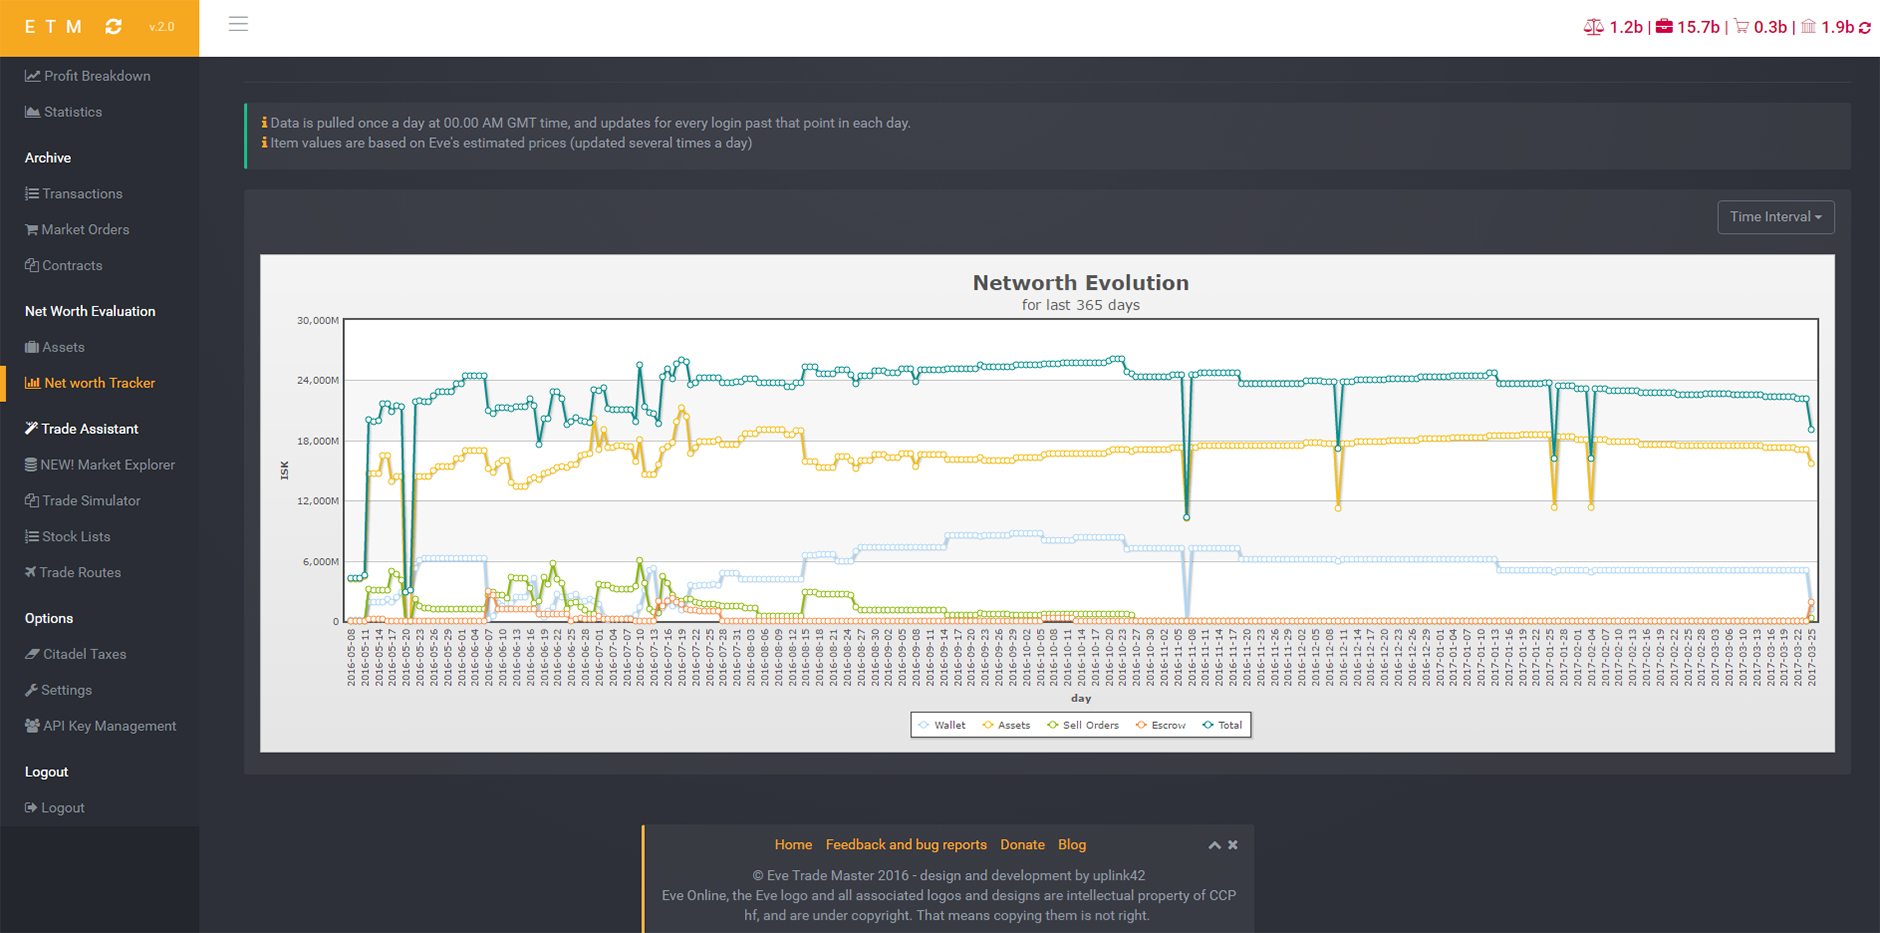 E T M v.2.0
1.2b | 15.7b | 0.3b | 1.9b
Profit Breakdown
Statistics
Archive
Transactions
Market Orders
Contracts
Net Worth Evaluation
Assets
Net worth Tracker
Trade Assistant
NEW! Market Explorer
Trade Simulator
Stock Lists
Trade Routes
Options
Citadel Taxes
Settings
API Key Management
Logout
Logout
Data is pulled once a day at 00.00 AM GMT time, and updates for every login past that point in each day.
Item values are based on Eve's estimated prices (updated several times a day)
Time Interval
Networth Evolution
for last 365 days
30,000M
24,000M
18,000M
12,000M
6,000M
0
ISK
2016-05-08
2016-05-11
2016-05-14
2016-05-17
2016-05-20
2016-05-23
2016-05-26
2016-05-29
2016-06-01
2016-06-04
2016-06-07
2016-06-10
2016-06-13
2016-06-16
2016-06-19
2016-06-22
2016-06-25
2016-06-28
2016-07-01
2016-07-04
2016-07-07
2016-07-10
2016-07-13
2016-07-16
2016-07-19
2016-07-22
2016-07-25
2016-07-28
2016-07-31
2016-08-03
2016-08-06
2016-08-09
2016-08-12
2016-08-15
2016-08-18
2016-08-21
2016-08-24
2016-08-27
2016-08-30
2016-09-02
2016-09-05
2016-09-08
2016-09-11
2016-09-14
2016-09-17
2016-09-20
2016-09-23
2016-09-26
2016-09-29
2016-10-02
2016-10-05
2016-10-08
2016-10-11
2016-10-14
2016-10-17
2016-10-20
2016-10-23
2016-10-27
2016-10-30
2016-11-02
2016-11-05
2016-11-08
2016-11-11
2016-11-14
2016-11-17
2016-11-20
2016-11-23
2016-11-26
2016-11-29
2016-12-02
2016-12-05
2016-12-08
2016-12-11
2016-12-14
2016-12-17
2016-12-20
2016-12-23
2016-12-26
2016-12-29
2017-01-01
2017-01-04
2017-01-07
2017-01-10
2017-01-13
2017-01-16
2017-01-19
2017-01-22
2017-01-25
2017-01-28
2017-02-01
2017-02-04
2017-02-07
2017-02-10
2017-02-13
2017-02-16
2017-02-19
2017-02-22
2017-02-25
2017-02-28
2017-03-03
2017-03-06
2017-03-10
2017-03-13
2017-03-16
2017-03-19
2017-03-22
2017-03-25
day
Wallet Assets Sell Orders Escrow Total
Home Feedback and bug reports Donate Blog
© Eve Trade Master 2016 - design and development by uplink42
Eve Online, the Eve logo and all associated logos and designs are intellectual property of CCP
hf, and are under copyright. That means copying them is not right.